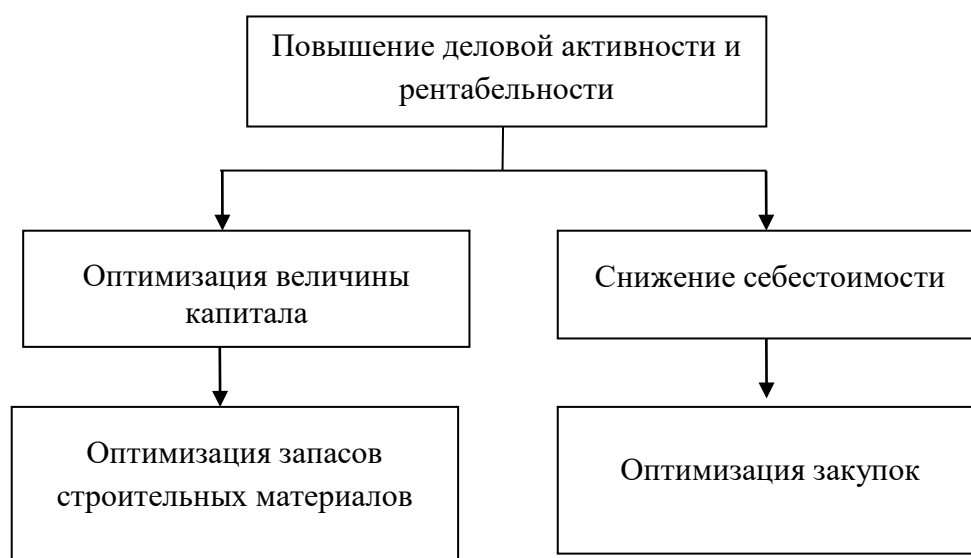 Повышение деловой активности и
рентабельности
Оптимизация величины
капитала
Снижение себестоимости
Оптимизация запасов
строительных материалов
Оптимизация закупок